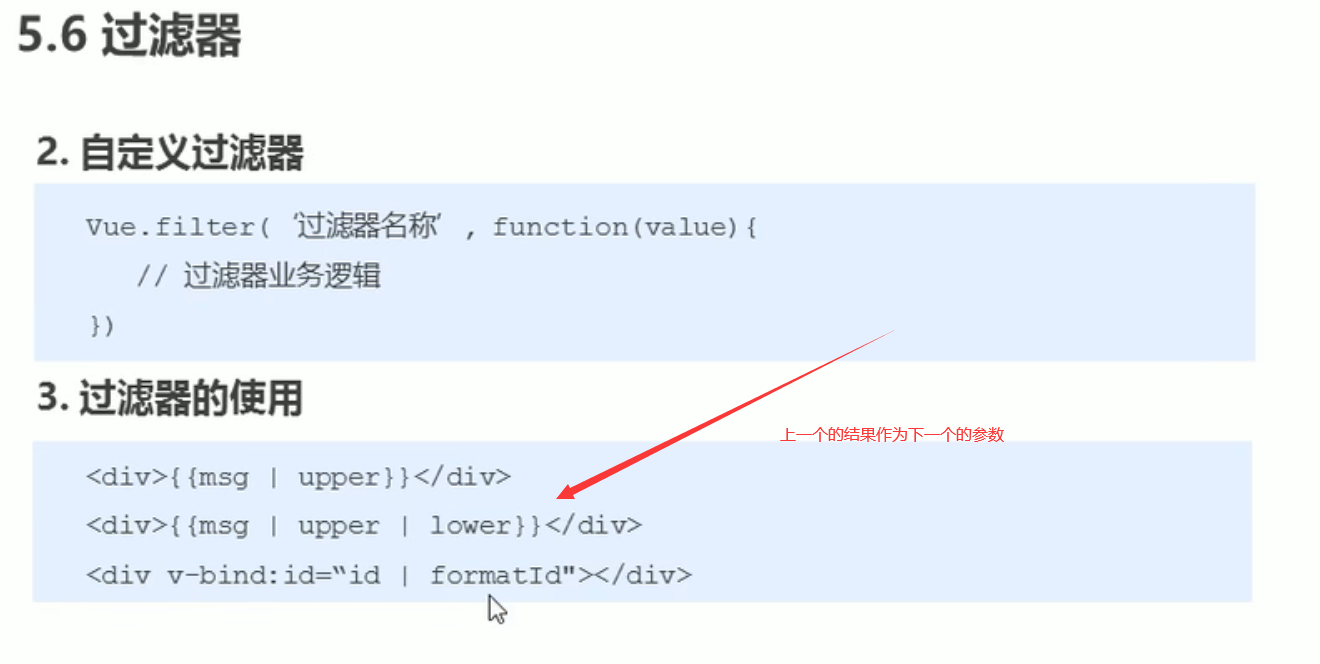 5.6 过滤器
2. 自定义过滤器
Vue.filter(‘过滤器名称’, function(value){
// 过滤器业务逻辑
})
3. 过滤器的使用
上一个的结果作为下一个的参数
<div>{{msg | upper}}</div>
<div>{{msg | upper | lower}}</div>
<div v-bind:id=“id | formatId"></div>